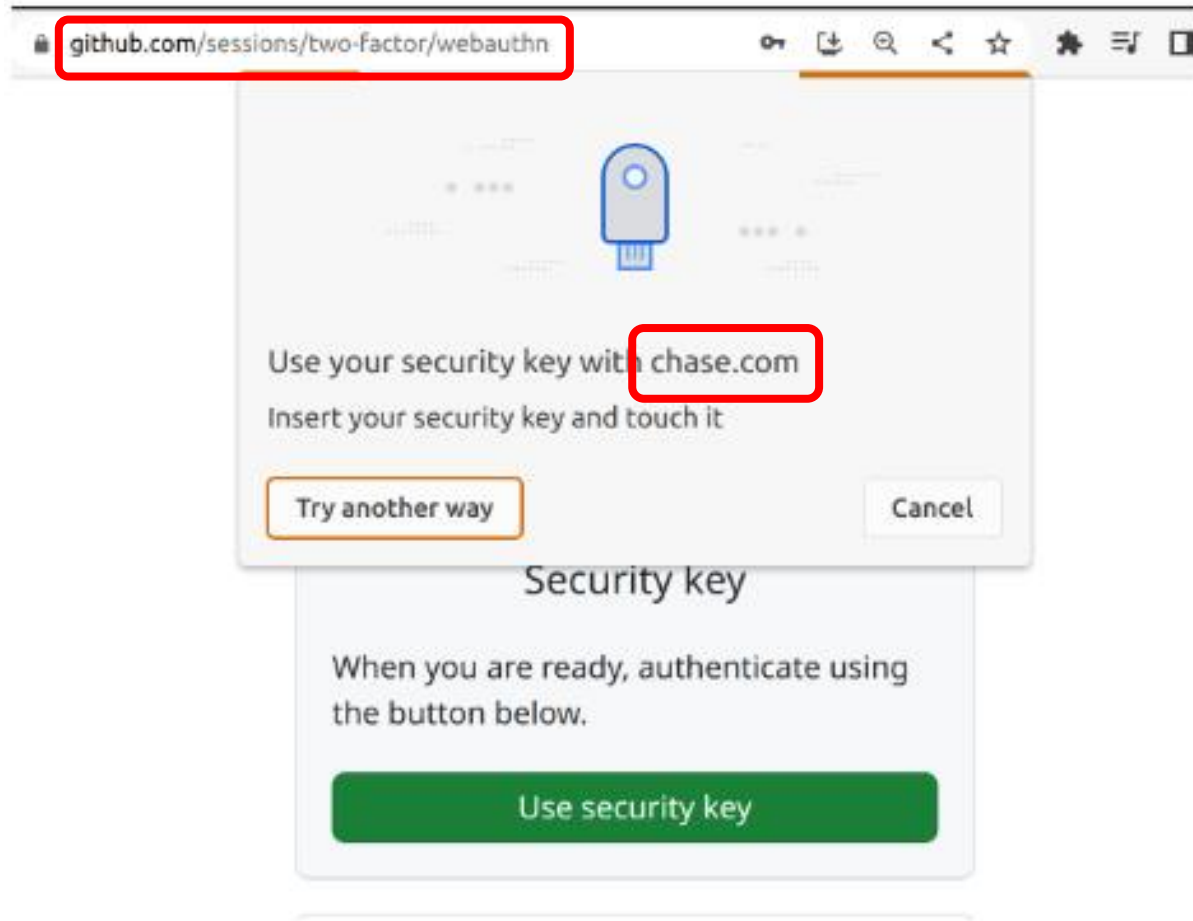 github.com/sessions/two-factor/webauthn
Use your security key with chase.com
Insert your security key and touch it
Try another way
Cancel
Security key
When you are ready, authenticate using
the button below.
Use security key